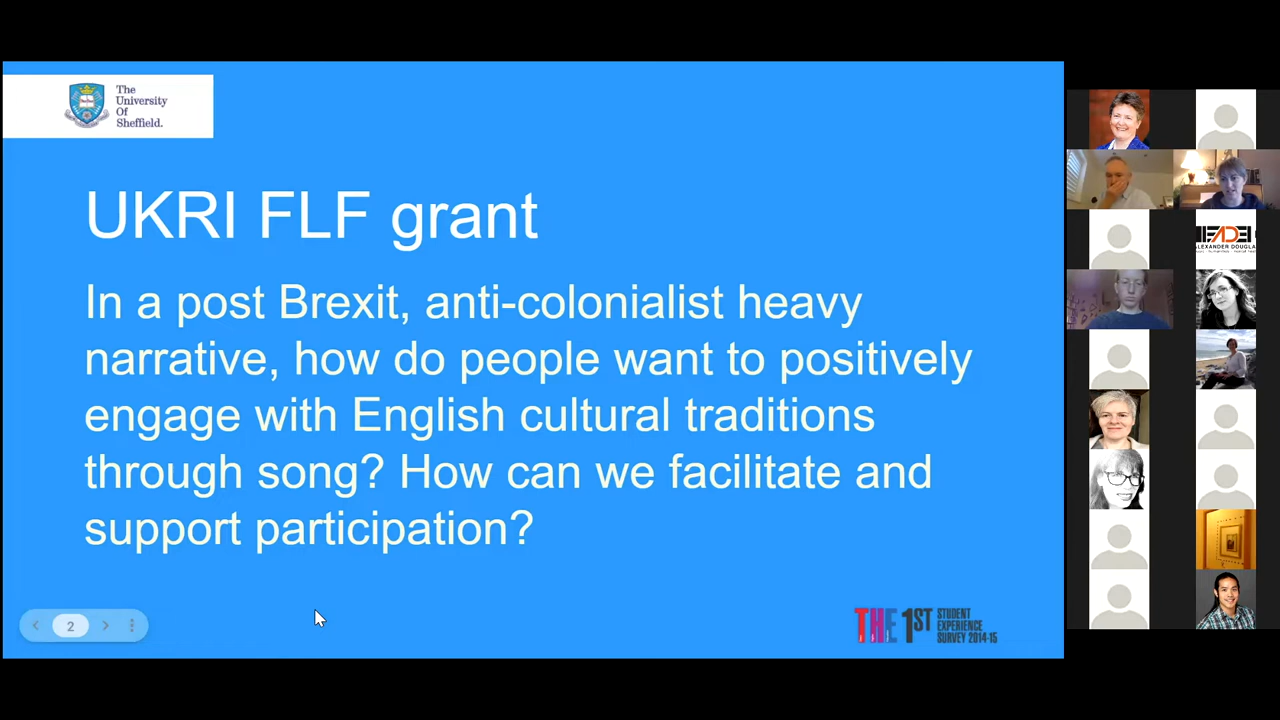 The
University
Of
Sheffield.
UKRI FLF grant
In a post Brexit, anti-colonialist heavy
narrative, how do people want to positively
engage with English cultural traditions
through song? How can we facilitate and
support participation?
2
THE 1ST STUDENT
EXPERIENCE
SURVEY 2014-15